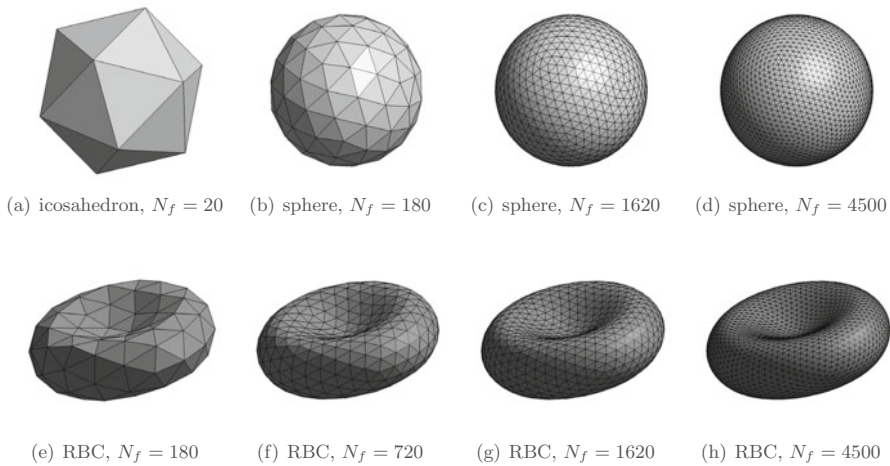 (a) icosahedron, N_f = 20 (b) sphere, N_f = 180 (c) sphere, N_f = 1620 (d) sphere, N_f = 4500
(e) RBC, N_f = 180 (f) RBC, N_f = 720 (g) RBC, N_f = 1620 (h) RBC, N_f = 4500